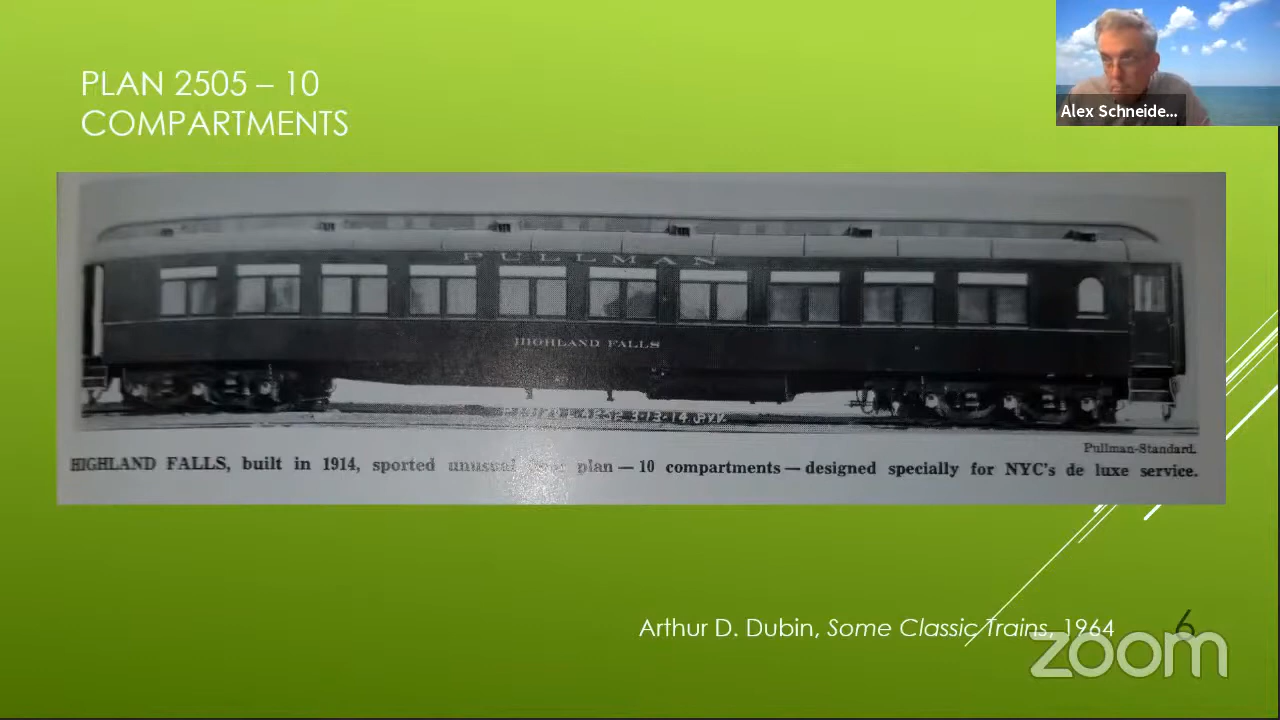 PLAN 2505 – 10
COMPARTMENTS
Alex Schneide...
PULLMAN
HIGHLAND FALLS
Pullman-Standard.
HIGHLAND FALLS, built in 1914, sported unusual plan — 10 compartments — designed specially for NYC's de luxe service.
Arthur D. Dubin, Some Classic Trains, 1964
6
zoom